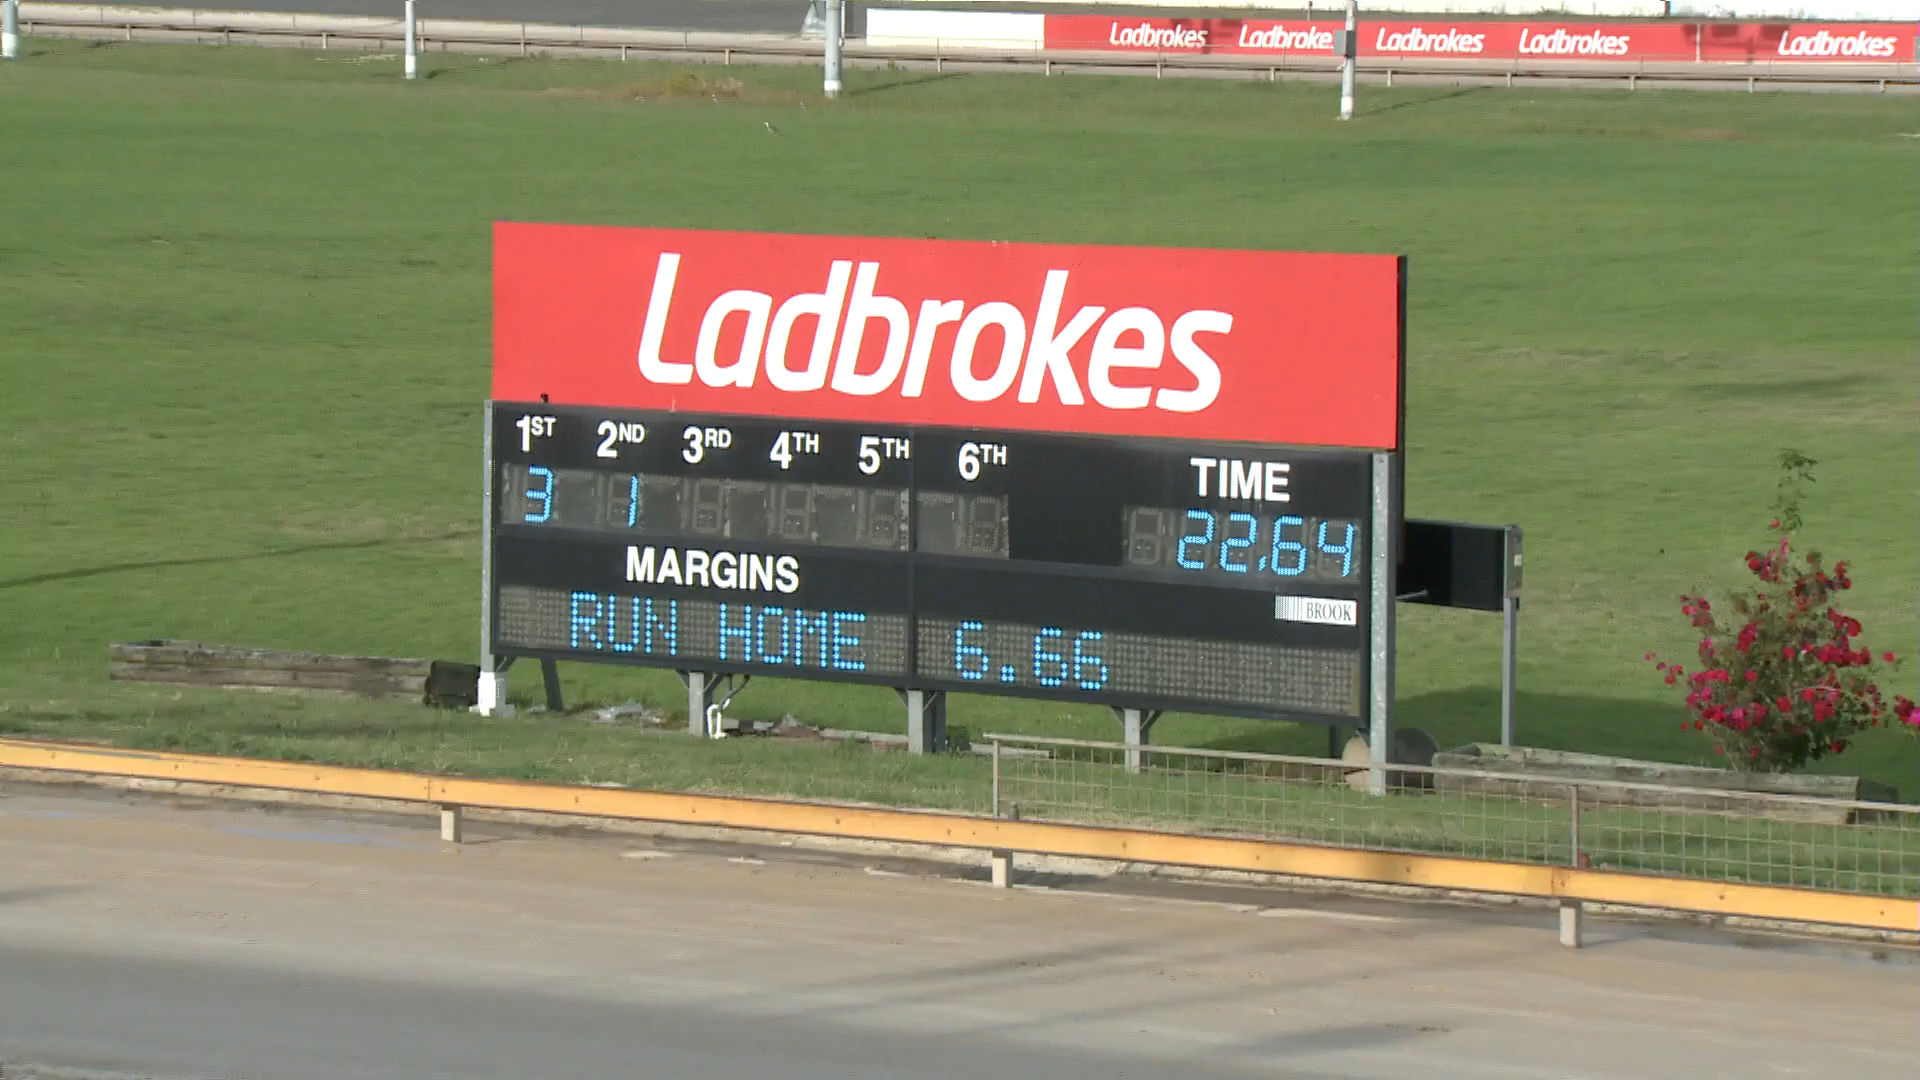 Ladbrokes Ladbrokes Ladbrokes Ladbrokes Ladbrokes
Ladbrokes
1ST 2ND 3RD 4TH 5TH 6TH TIME
3 1 22.64
MARGINS
BROOK
RUN HOME 6.66